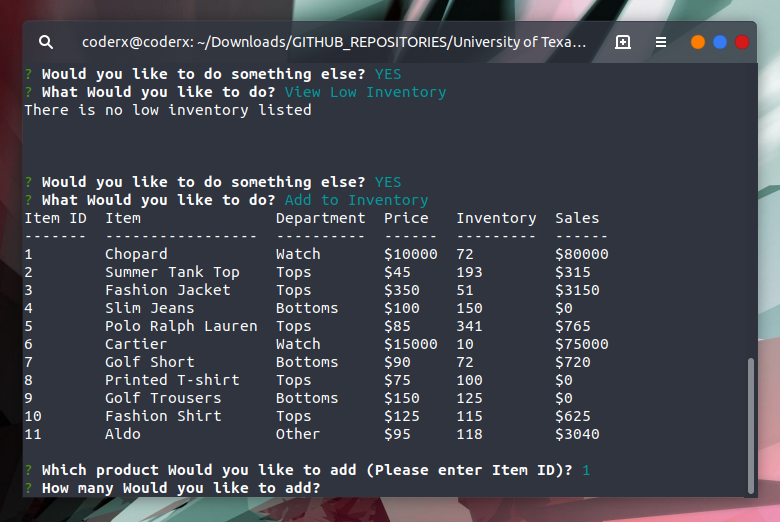 coderx@coderx: ~/Downloads/GITHUB_REPOSITORIES/University of Texa...
? Would you like to do something else? YES
? What Would you like to do? View Low Inventory
There is no low inventory listed
? Would you like to do something else? YES
? What Would you like to do? Add to Inventory
Item ID  Item               Department  Price   Inventory  Sales
-------  -----------------  ----------  ------  ---------  ------
1        Chopard            Watch       $10000  72         $80000
2        Summer Tank Top    Tops        $45     193        $315
3        Fashion Jacket     Tops        $350    51         $3150
4        Slim Jeans         Bottoms     $100    150        $0
5        Polo Ralph Lauren  Tops        $85     341        $765
6        Cartier            Watch       $15000  10         $75000
7        Golf Short         Bottoms     $90     72         $720
8        Printed T-shirt    Tops        $75     100        $0
9        Golf Trousers      Bottoms     $150    125        $0
10       Fashion Shirt      Tops        $125    115        $625
11       Aldo               Other       $95     118        $3040
? Which product Would you like to add (Please enter Item ID)? 1
? How many Would you like to add?